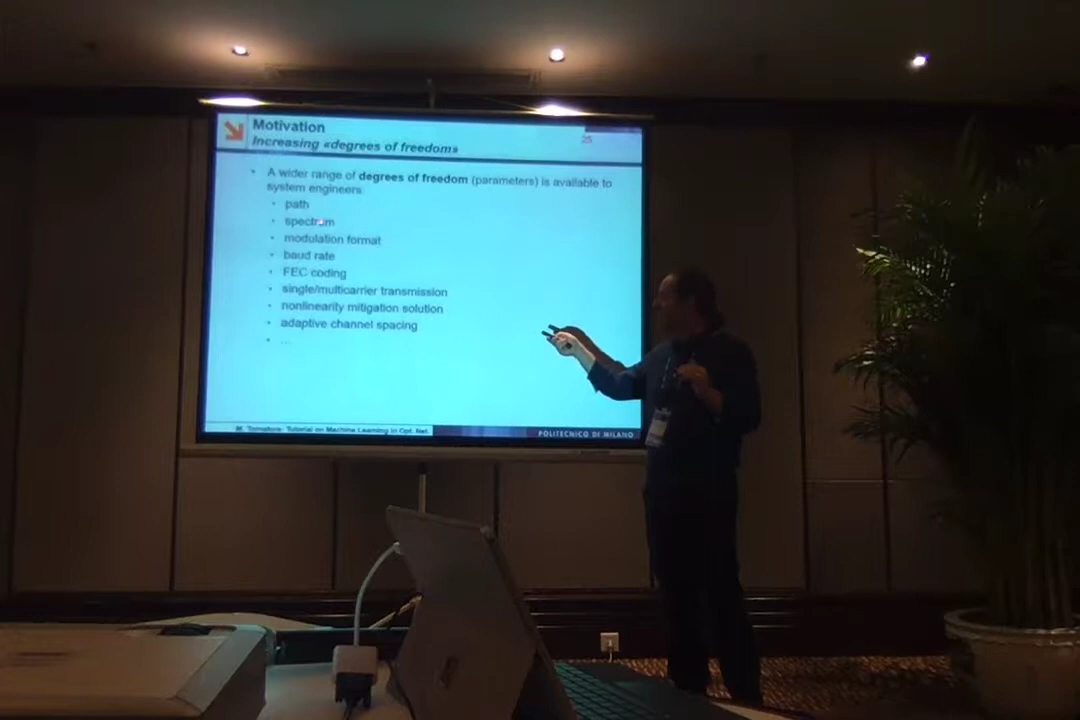 Motivation
Increasing «degrees of freedom»
25
• A wider range of degrees of freedom (parameters) is available to
system engineers
• path
• spectrum
• modulation format
• baud rate
• FEC coding
• single/multicarrier transmission
• nonlinearity mitigation solution
• adaptive channel spacing
• ...
M. Tornatore: Tutorial on Machine Learning in Opt. Net.
POLITECNICO DI MILANO